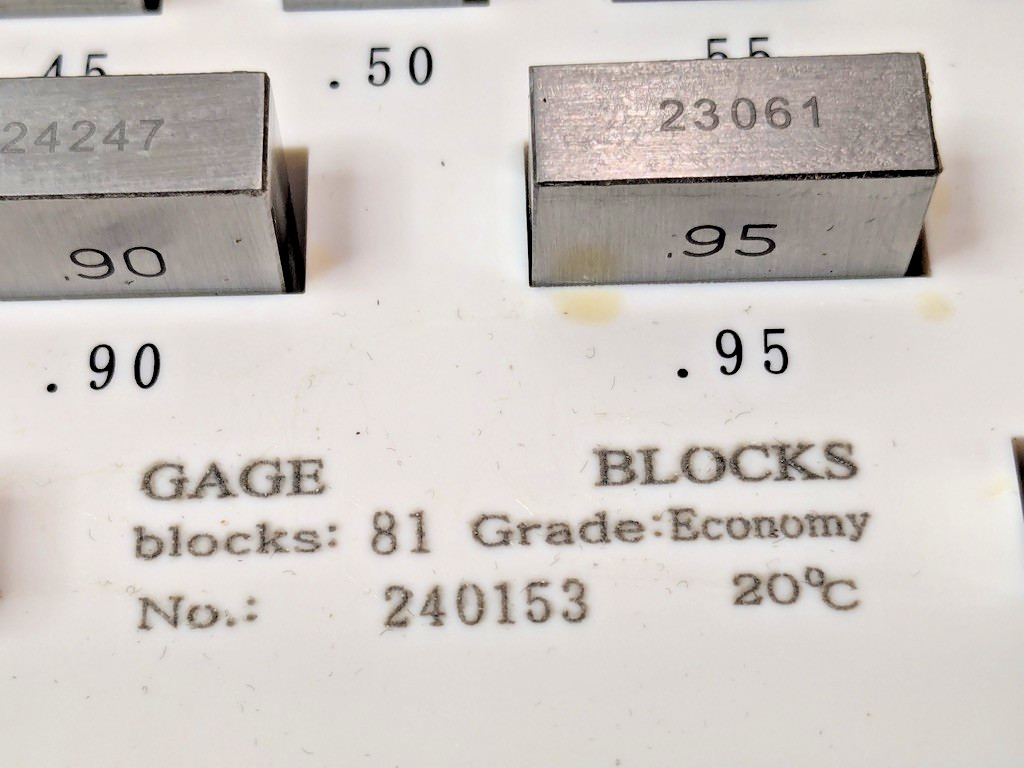 .50
24247
23061
.90
.95
.90
.95
GAGE BLOCKS
blocks: 81 Grade:Economy
No.: 240153 20°C